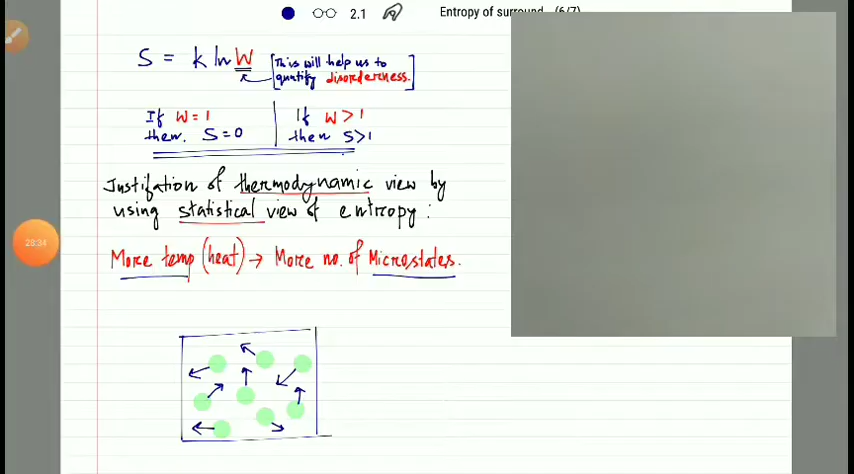 2.1 Entropy of surround (6/7)
S = k ln W [This will help us to
quantify disorderness.]
If W = 1
then. S = 0
If W > 1
then S>1
Justifation of thermodynamic view by
using statistical view of entropy:
More temp (heat) → More no. of Microstates.
28:34